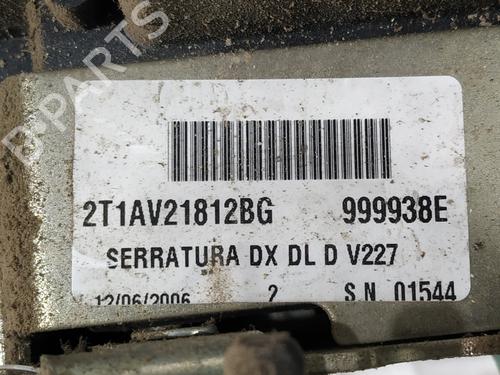 2T1AV21812BG 999938E
SERRATURA DX DL D V227
12/06/2006 2 S N 01544
B-PARTS